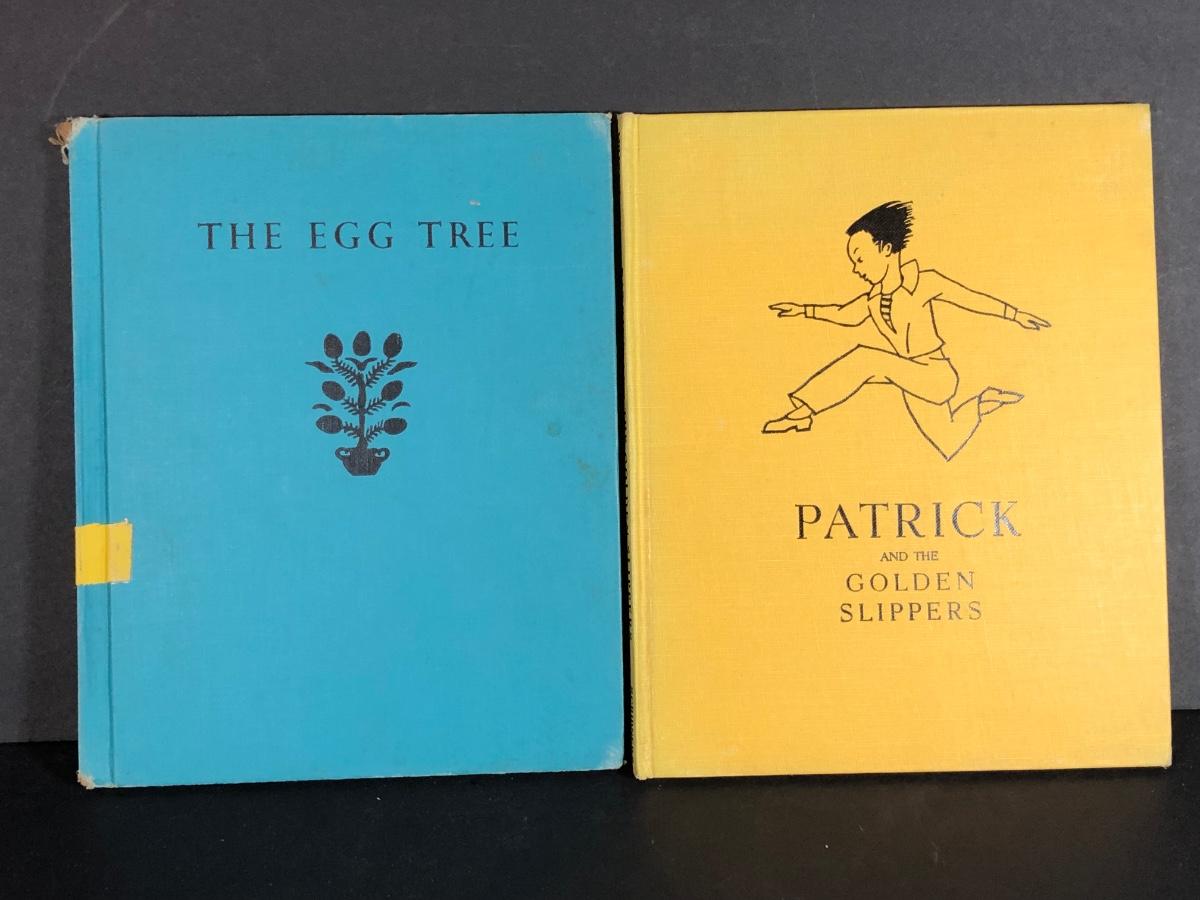 THE EGG TREE
PATRICK
AND THE
GOLDEN
SLIPPERS